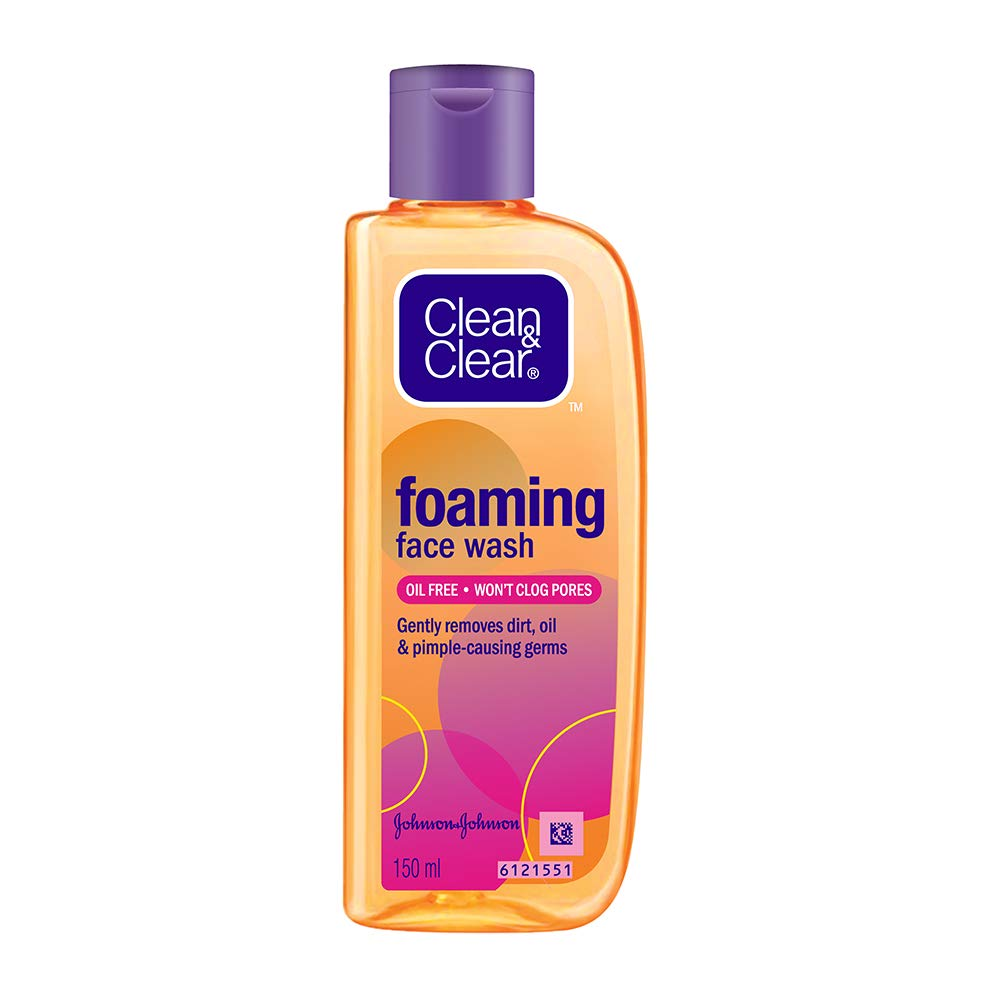 Clean
&
Clear®
TM
foaming
face wash
OIL FREE • WON'T CLOG PORES
Gently removes dirt, oil
& pimple-causing germs
Johnson & Johnson
150 ml
6121551